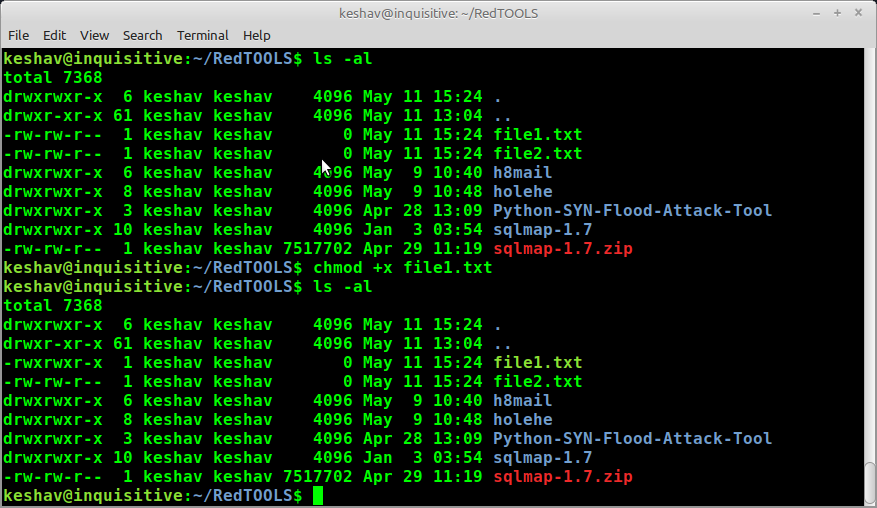 keshav@inquisitive: ~/RedTOOLS
File Edit View Search Terminal Help
keshav@inquisitive:~/RedTOOLS$ ls -al
total 7368
drwxrwxr-x  6 keshav keshav    4096 May 11 15:24 .
drwxr-xr-x 61 keshav keshav    4096 May 11 13:04 ..
-rw-rw-r--  1 keshav keshav       0 May 11 15:24 file1.txt
-rw-rw-r--  1 keshav keshav       0 May 11 15:24 file2.txt
drwxrwxr-x  6 keshav keshav    4096 May  9 10:40 h8mail
drwxrwxr-x  8 keshav keshav    4096 May  9 10:48 holehe
drwxrwxr-x  3 keshav keshav    4096 Apr 28 13:09 Python-SYN-Flood-Attack-Tool
drwxrwxr-x 10 keshav keshav    4096 Jan  3 03:54 sqlmap-1.7
-rw-rw-r--  1 keshav keshav 7517702 Apr 29 11:19 sqlmap-1.7.zip
keshav@inquisitive:~/RedTOOLS$ chmod +x file1.txt
keshav@inquisitive:~/RedTOOLS$ ls -al
total 7368
drwxrwxr-x  6 keshav keshav    4096 May 11 15:24 .
drwxr-xr-x 61 keshav keshav    4096 May 11 13:04 ..
-rwxrwxr-x  1 keshav keshav       0 May 11 15:24 file1.txt
-rw-rw-r--  1 keshav keshav       0 May 11 15:24 file2.txt
drwxrwxr-x  6 keshav keshav    4096 May  9 10:40 h8mail
drwxrwxr-x  8 keshav keshav    4096 May  9 10:48 holehe
drwxrwxr-x  3 keshav keshav    4096 Apr 28 13:09 Python-SYN-Flood-Attack-Tool
drwxrwxr-x 10 keshav keshav    4096 Jan  3 03:54 sqlmap-1.7
-rw-rw-r--  1 keshav keshav 7517702 Apr 29 11:19 sqlmap-1.7.zip
keshav@inquisitive:~/RedTOOLS$